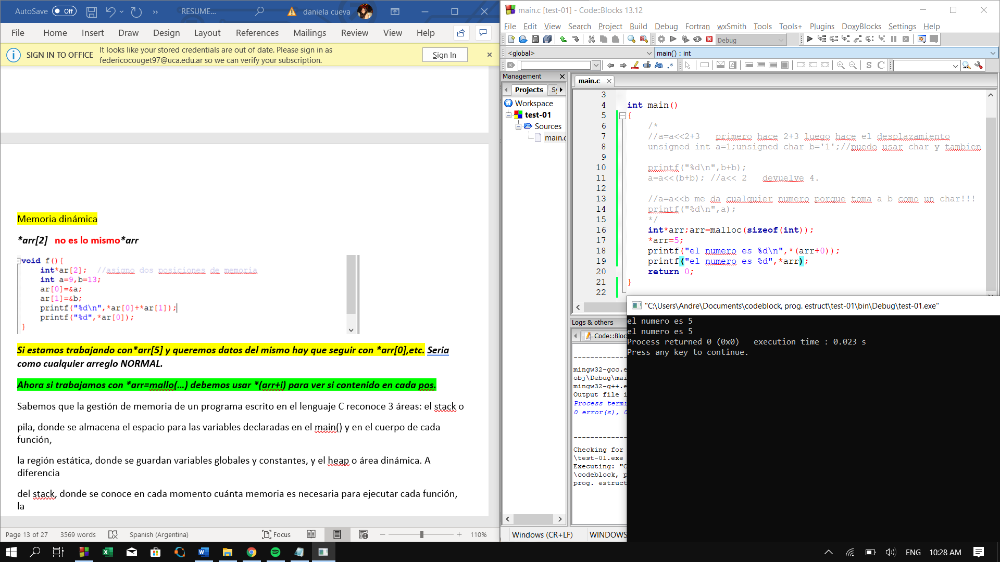 AutoSave Off RESUME... daniela cueva
File Home Insert Draw Design Layout References Mailings Review View Help
SIGN IN TO OFFICE It looks like your stored credentials are out of date. Please sign in as
federicocouget97@uca.edu.ar so we can verify your subscription.
Sign In
Memoria dinámica
*arr[2] no es lo mismo*arr
void f(){
int*ar[2]; //asigno dos posiciones de memoria
int a=9,b=13;
ar[0]=&a;
ar[1]=&b;
printf("%d\n",*ar[0]+*ar[1]);
printf("%d",*ar[0]);
}
Si estamos trabajando con*arr[5] y queremos datos del mismo hay que seguir con *arr[0],etc. Seria
como cualquier arreglo NORMAL.
Ahora si trabajamos con *arr=mallo(...) debemos usar *(arr+i) para ver si contenido en cada pos.
Sabemos que la gestión de memoria de un programa escrito en el lenguaje C reconoce 3 áreas: el stack o
pila, donde se almacena el espacio para las variables declaradas en el main() y en el cuerpo de cada
función,
la región estática, donde se guardan variables globales y constantes, y el heap o área dinámica. A
diferencia
del stack, donde se conoce en cada momento cuánta memoria es necesaria para ejecutar cada función,
la
Page 13 of 27 3569 words Spanish (Argentina) Focus 110%
main.c [test-01] - Code::Blocks 13.12
File Edit View Search Project Build Debug Fortran wxSmith Tools Tools+ Plugins DoxyBlocks Settings Help
Debug
<global> main() : int
Management
Projects Sy
Workspace
test-01
Sources
main.c
main.c
3
4 int main()
5 {
6 /*
7 //a=a<<2+3 primero hace 2+3 luego hace el desplazamiento
8 unsigned int a=1;unsigned char b='1';//puedo usar char y tambien
9
10 printf("%d\n",b+b);
11 a=a<<(b+b); //a<< 2 devuelve 4.
12
13 //a=a<<b me da cualquier numero porque toma a b como un char!!!
14 printf("%d\n",a);
15 */
16 int*arr;arr=malloc(sizeof(int));
17 *arr=5;
18 printf("el numero es %d\n",*(arr+0));
19 printf("el numero es %d",*arr);
20 return 0;
21 }
22
Logs & others
Code::Bloc
--------------
mingw32-gcc.e
obj\Debug\mai
mingw32-g++.e
Output file i
Process termi
0 error(s), 0
--------------
Checking for
\test-01.exe
Executing: "C
\codeblock, p
prog. estruct
Windows (CR+LF) WINDOWS
"C:\Users\Andre\Documents\codeblock, prog. estruct\test-01\bin\Debug\test-01.exe"
el numero es 5
el numero es 5
Process returned 0 (0x0) execution time : 0.023 s
Press any key to continue.
ENG 10:28 AM